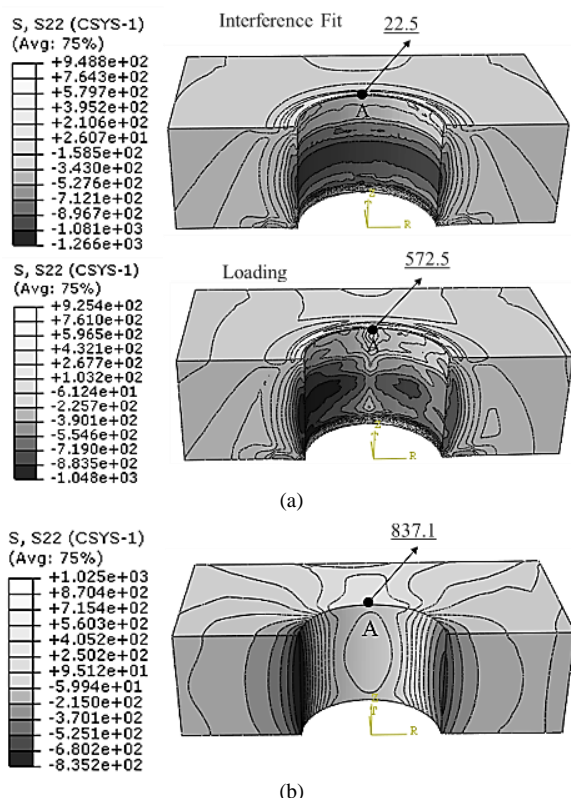 Interference Fit
22.5
S, S22 (CSYS-1)
(Avg: 75%)
+9.488e+02
+7.643e+02
+5.797e+02
+3.952e+02
+2.106e+02
+2.607e+01
-1.585e+02
-3.430e+02
-5.276e+02
-7.121e+02
-8.967e+02
-1.081e+03
-1.266e+03
A
T
R
Loading
572.5
S, S22 (CSYS-1)
(Avg: 75%)
+9.254e+02
+7.610e+02
+5.965e+02
+4.321e+02
+2.677e+02
+1.032e+02
-6.124e+01
-2.257e+02
-3.901e+02
-5.546e+02
-7.190e+02
-8.835e+02
-1.048e+03
T
R
(a)
837.1
S, S22 (CSYS-1)
(Avg: 75%)
+1.025e+03
+8.704e+02
+7.154e+02
+5.603e+02
+4.052e+02
+2.502e+02
+9.512e+01
-5.994e+01
-2.150e+02
-3.701e+02
-5.251e+02
-6.802e+02
-8.352e+02
A
T
R
(b)